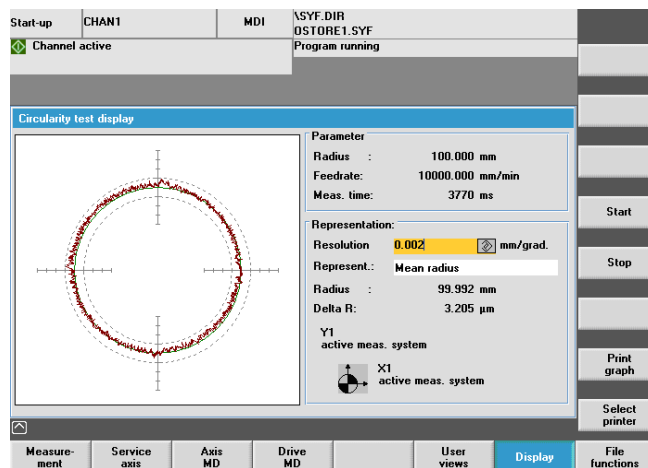 Start-up CHAN1 MDI \SYF.DIR
OSTORE1.SYF
Channel active Program running
Circularity test display
Parameter
Radius : 100.000 mm
Feedrate: 10000.000 mm/min
Meas. time: 3770 ms
Representation:
Resolution 0.002 mm/grad.
Represent.: Mean radius
Radius : 99.992 mm
Delta R: 3.205 µm
Y1
active meas. system
X1
active meas. system
Start
Stop
Print
graph
Select
printer
Measure-
ment
Service
axis
Axis
MD
Drive
MD
User
views
Display
File
functions